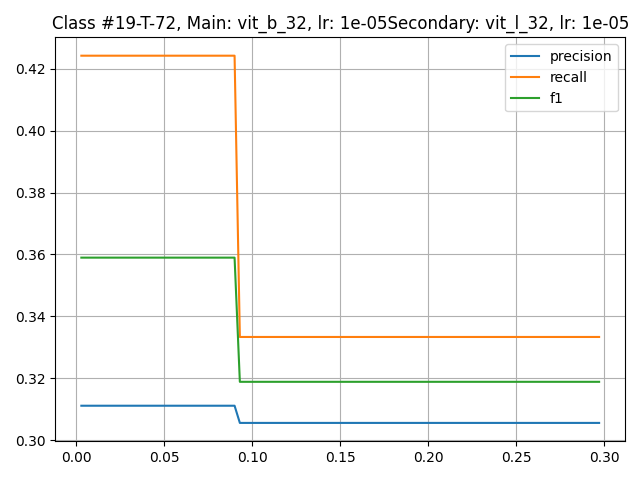 Class #19-T-72, Main: vit_b_32, lr: 1e-05Secondary: vit_l_32, lr: 1e-05
precision
recall
f1
0.42
0.40
0.38
0.36
0.34
0.32
0.30
0.00 0.05 0.10 0.15 0.20 0.25 0.30